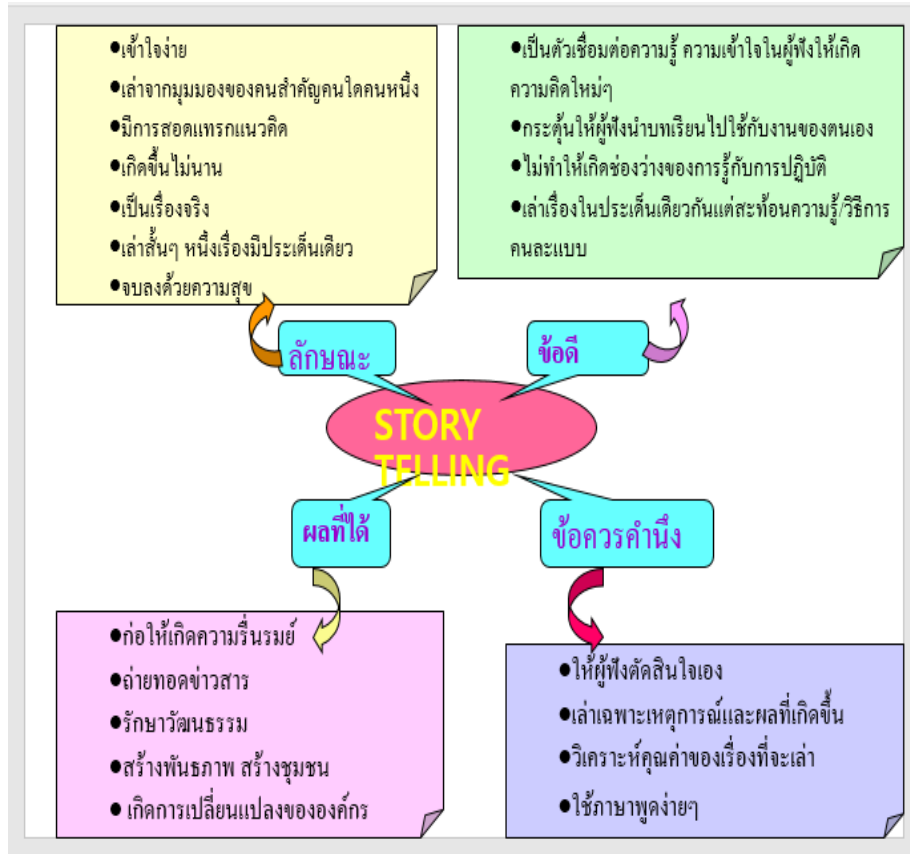 ●เข้าใจง่าย
●เล่าจากมุมมองของคนสำคัญคนใดคนหนึ่ง
●มีการสอดแทรกแนวคิด
●เกิดขึ้นไม่นาน
●เป็นเรื่องจริง
●เล่าสั้นๆ หนึ่งเรื่องมีประเด็นเดียว
●จบลงด้วยความสุข
●เป็นตัวเชื่อมต่อความรู้ ความเข้าใจในผู้ฟังให้เกิด
ความคิดใหม่ๆ
●กระตุ้นให้ผู้ฟังนำบทเรียนไปใช้กับงานของตนเอง
●ไม่ทำให้เกิดช่องว่างของการรู้กับการปฏิบัติ
●เล่าเรื่องในประเด็นเดียวกันแต่สะท้อนความรู้/วิธีการ
คนละแบบ
ลักษณะ
ข้อดี
STORY
TELLING
ผลที่ได้
ข้อควรคำนึง
●ก่อให้เกิดความรื่นรมย์
●ถ่ายทอดข่าวสาร
●รักษาวัฒนธรรม
●สร้างพันธภาพ สร้างชุมชน
● เกิดการเปลี่ยนแปลงขององค์กร
●ให้ผู้ฟังตัดสินใจเอง
●เล่าเฉพาะเหตุการณ์และผลที่เกิดขึ้น
●วิเคราะห์คุณค่าของเรื่องที่จะเล่า
●ใช้ภาษาพูดง่ายๆ